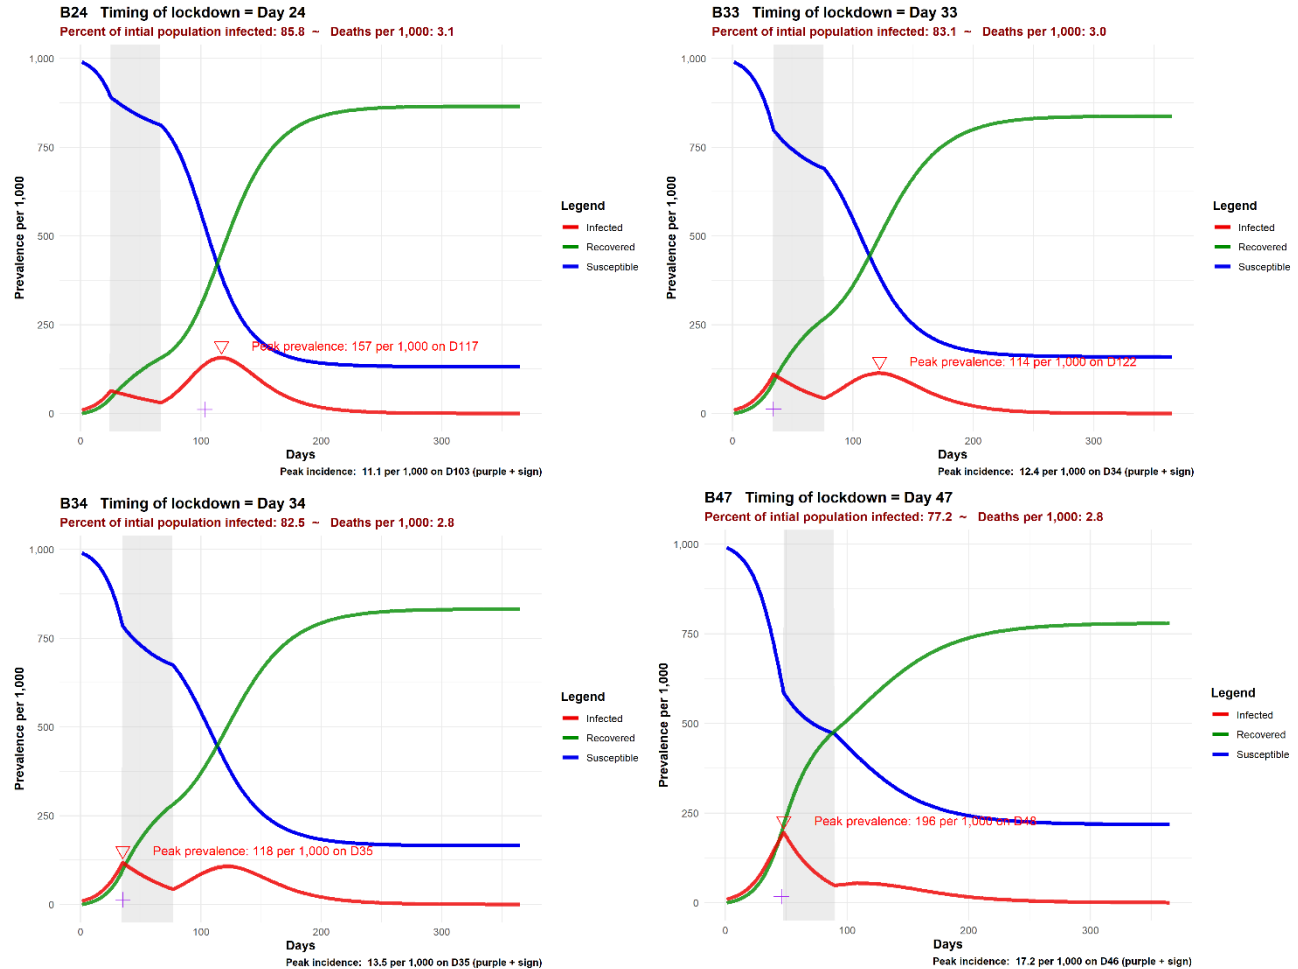 B24   Timing of lockdown = Day 24
Percent of intial population infected: 85.8  ~   Deaths per 1,000: 3.1
1,000
750
500
250
0
Prevalence per 1,000
Peak prevalence: 157 per 1,000 on D117
0
100
200
300
Days
Peak incidence:  11.1 per 1,000 on D103 (purple + sign)
Legend
Infected
Recovered
Susceptible
B33   Timing of lockdown = Day 33
Percent of intial population infected: 83.1  ~   Deaths per 1,000: 3.0
1,000
750
500
250
0
Prevalence per 1,000
Peak prevalence: 114 per 1,000 on D122
0
100
200
300
Days
Peak incidence:  12.4 per 1,000 on D34 (purple + sign)
Legend
Infected
Recovered
Susceptible
B34   Timing of lockdown = Day 34
Percent of intial population infected: 82.5  ~   Deaths per 1,000: 2.8
1,000
750
500
250
0
Prevalence per 1,000
Peak prevalence: 118 per 1,000 on D35
0
100
200
300
Days
Peak incidence:  13.5 per 1,000 on D35 (purple + sign)
Legend
Infected
Recovered
Susceptible
B47   Timing of lockdown = Day 47
Percent of intial population infected: 77.2  ~   Deaths per 1,000: 2.8
1,000
750
500
250
0
Prevalence per 1,000
Peak prevalence: 196 per 1,000 on D48
0
100
200
300
Days
Peak incidence:  17.2 per 1,000 on D46 (purple + sign)
Legend
Infected
Recovered
Susceptible